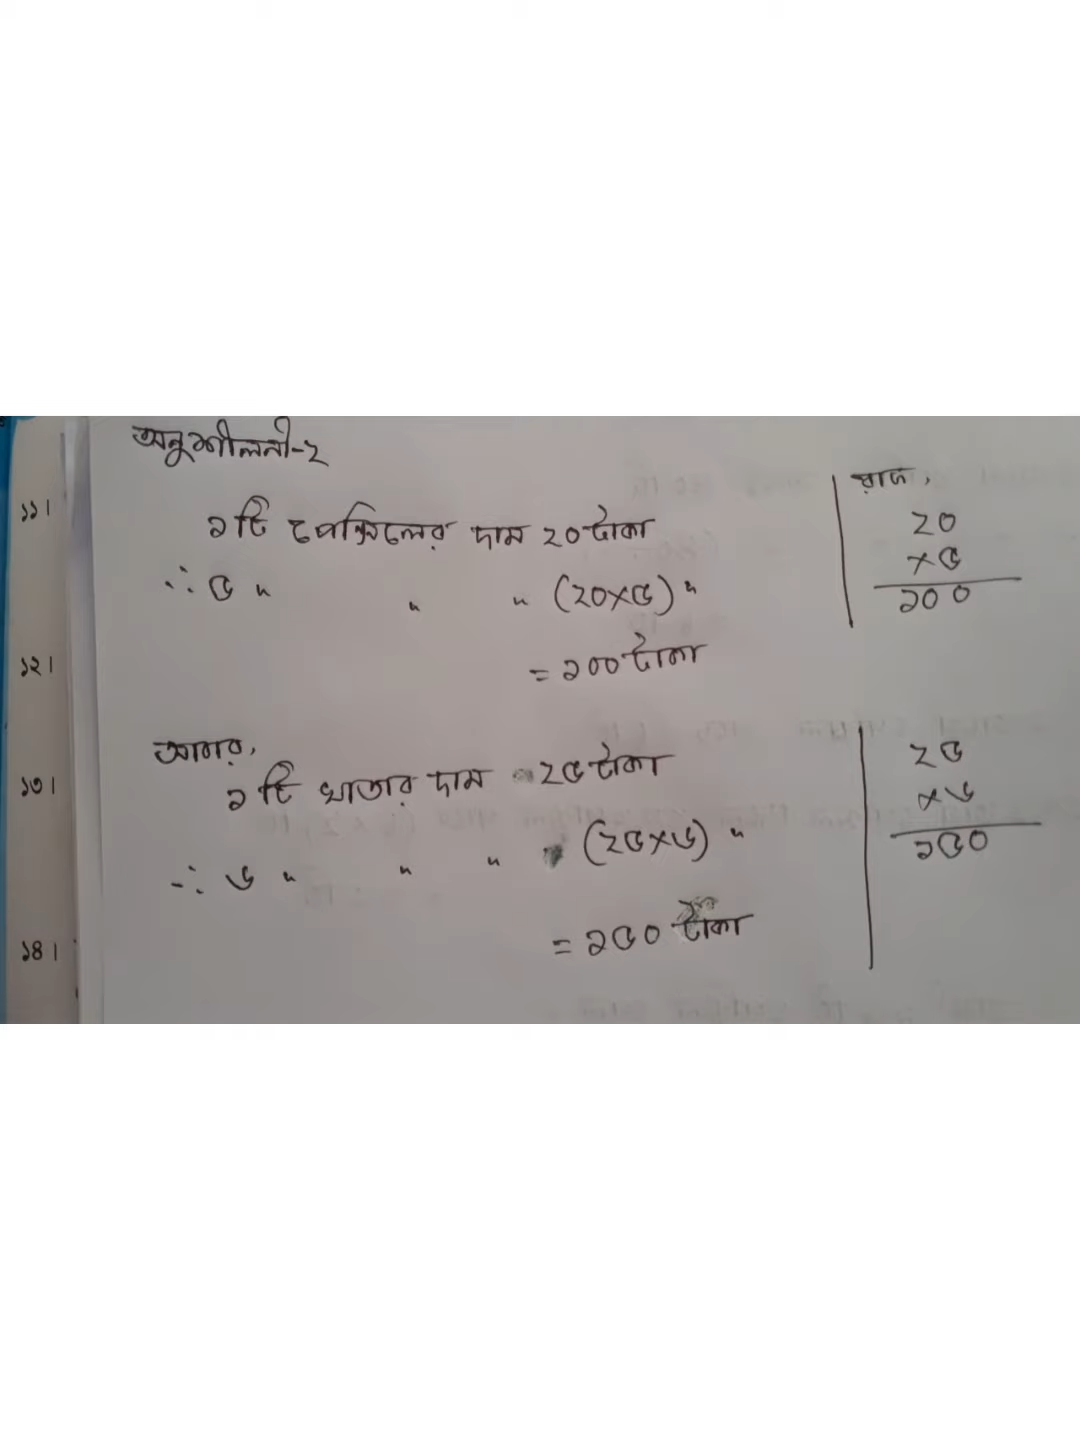 অনুশীলনী-২
১১।
১টি পেন্সিলের দাম ২০ টাকা
∴ ৫ " " " (২০×৫) "
= ১০০ টাকা
রাফ,
২০
×৫
১০০
১২।
১৩।
আবার,
১টি খাতার দাম ২৫ টাকা
∴ ৬ " " " (২৫×৬) "
= ১৫০ টাকা
২৫
×৬
১৫০
১৪।